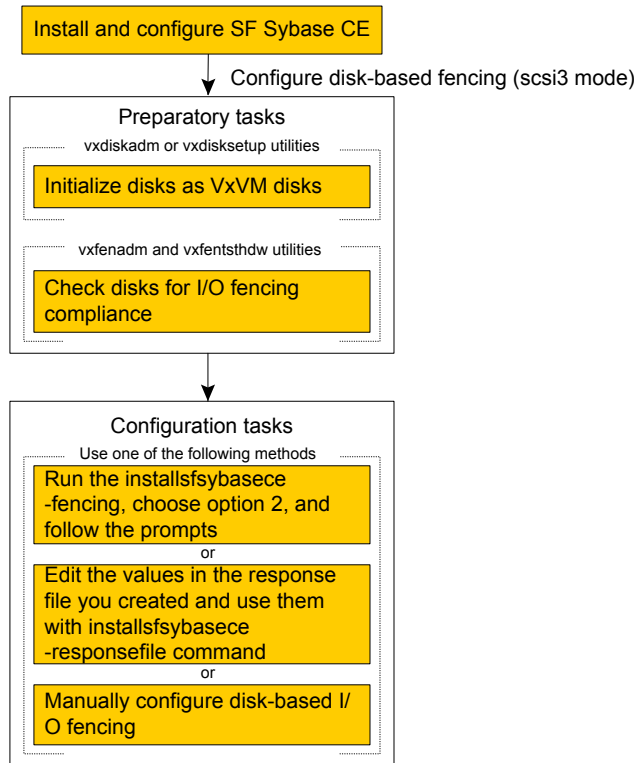 Install and configure SF Sybase CE
Configure disk-based fencing (scsi3 mode)
Preparatory tasks
vxdiskadm or vxdisksetup utilities
Initialize disks as VxVM disks
vxfenadm and vxfentsthdw utilities
Check disks for I/O fencing
compliance
Configuration tasks
Use one of the following methods
Run the installsfsybasece
-fencing, choose option 2, and
follow the prompts
or
Edit the values in the response
file you created and use them
with installsfsybasece
-responsefile command
or
Manually configure disk-based I/
O fencing